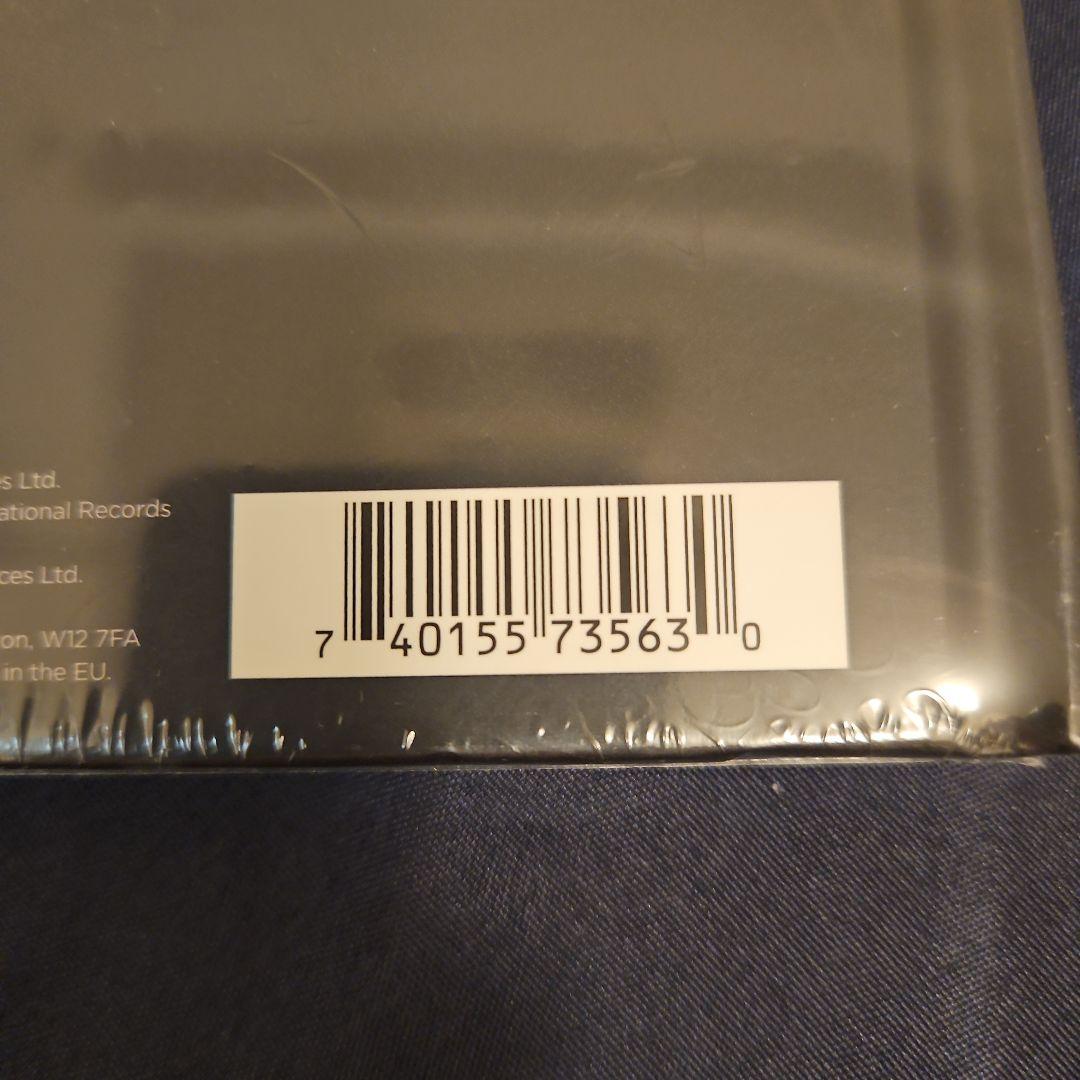 es Ltd.
ational Records
ces Ltd.
on, W12 7FA
in the EU.
7 40155 73563 0